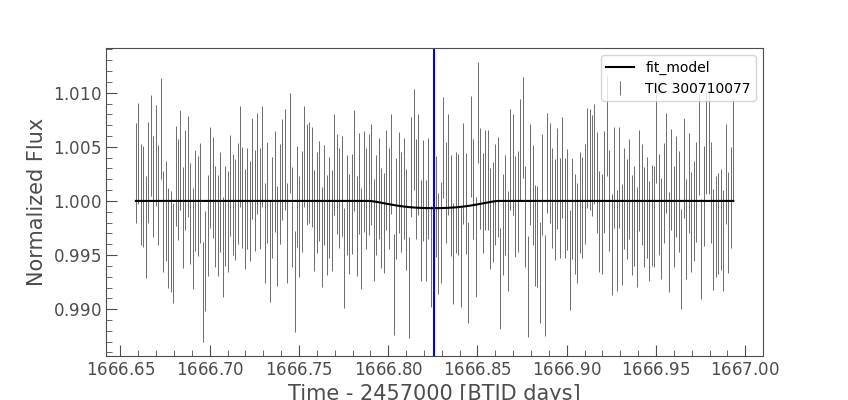 fit_model
TIC 300710077
Normalized Flux
1.010
1.005
1.000
0.995
0.990
1666.65 1666.70 1666.75 1666.80 1666.85 1666.90 1666.95 1667.00
Time - 2457000 [BTJD days]